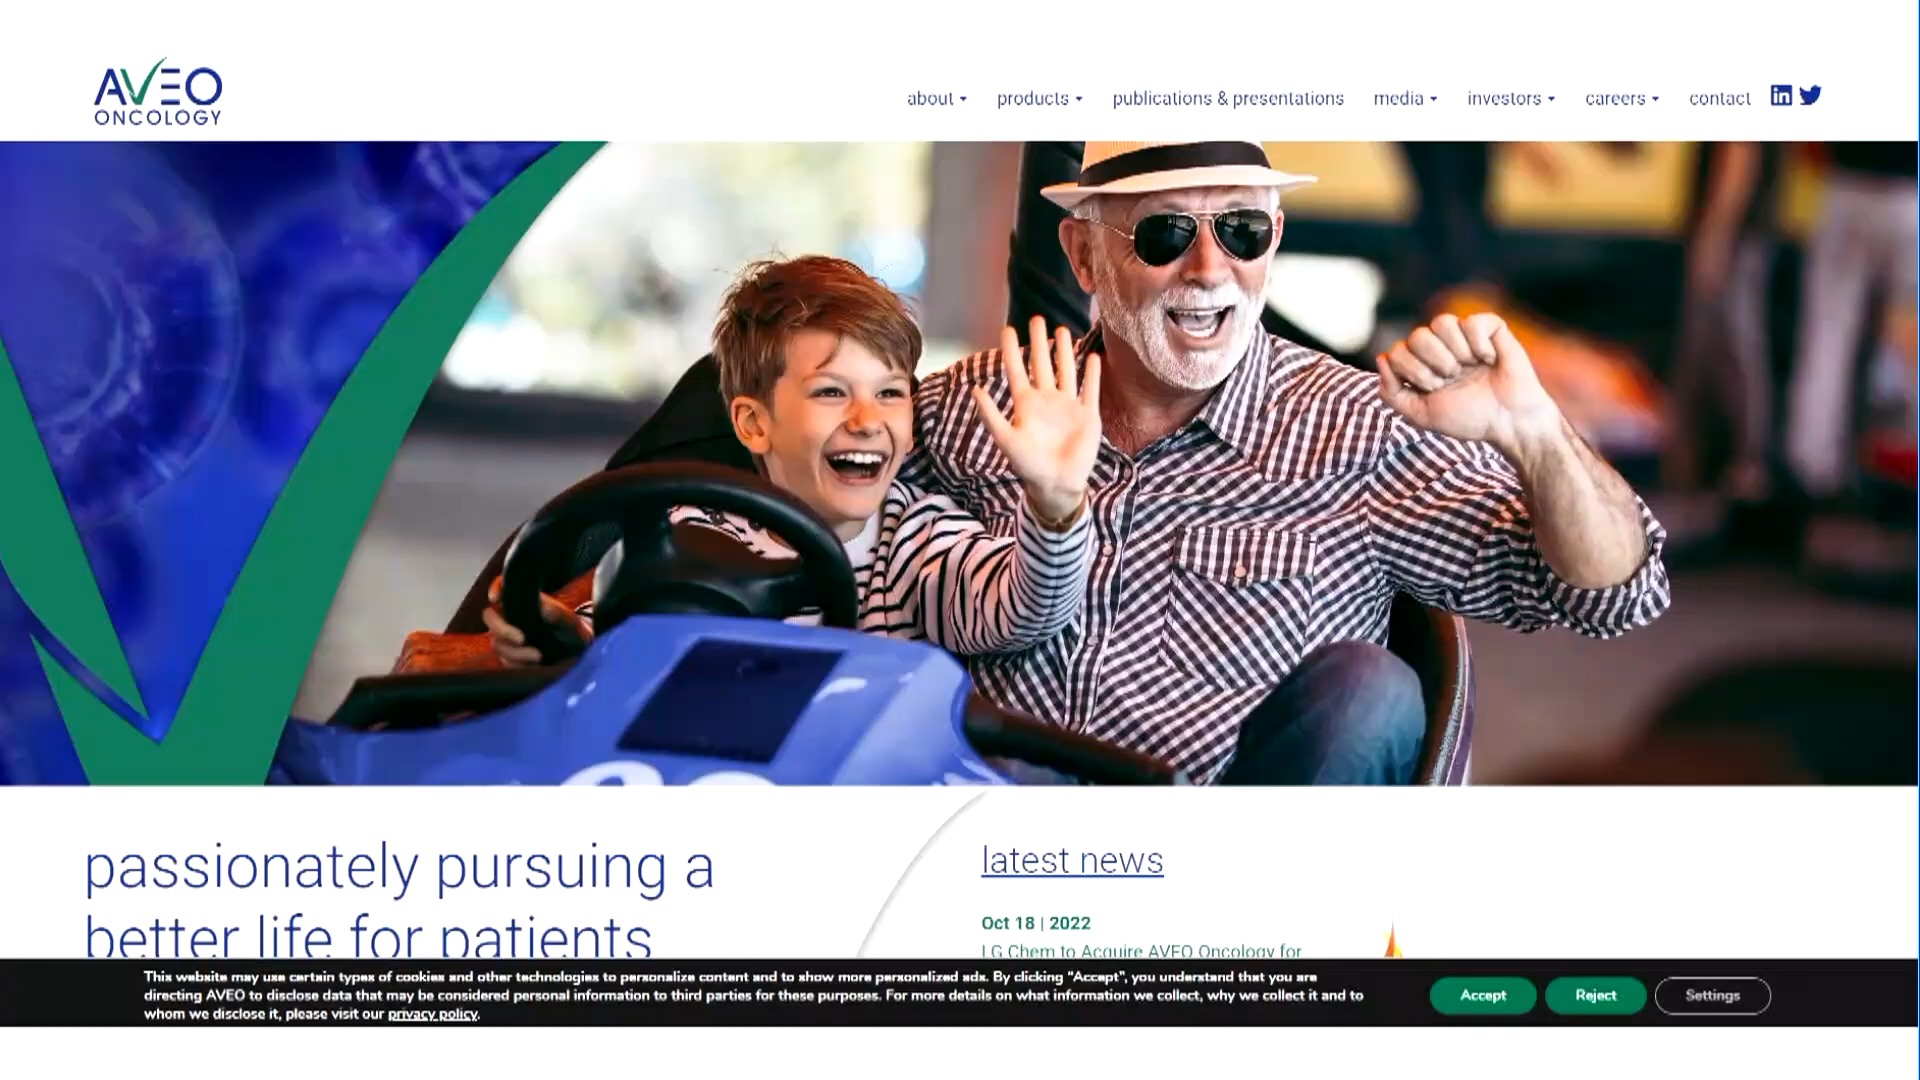 AVEO
ONCOLOGY
about
products
publications & presentations
media
investors
careers
contact
in
passionately pursuing a
better life for patients
latest news
Oct 18 | 2022
LG Chem to Acquire AVEO Oncology for
This website may use certain types of cookies and other technologies to personalize content and to show more personalized ads. By clicking “Accept”, you understand that you are
directing AVEO to disclose data that may be considered personal information to third parties for these purposes. For more details on what information we collect, why we collect it and to
whom we disclose it, please visit our privacy policy.
Accept
Reject
Settings